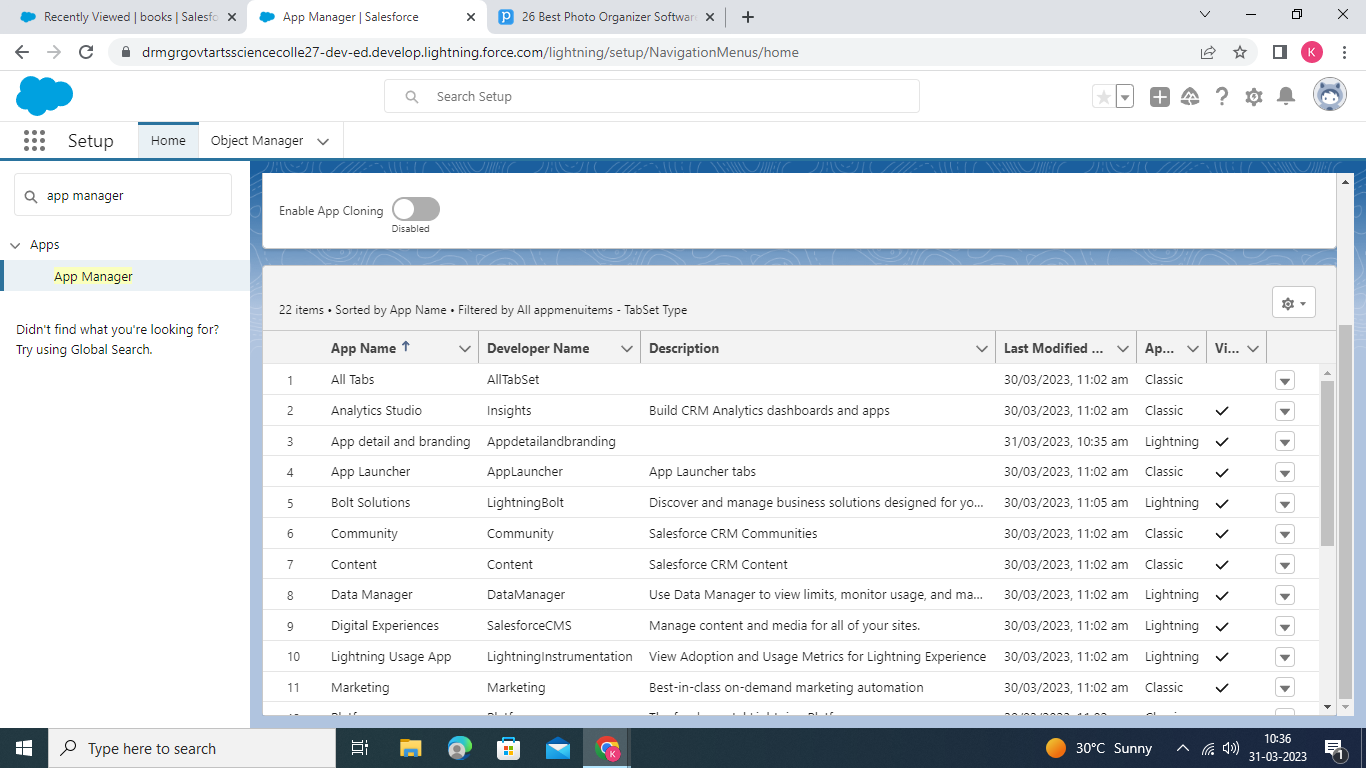 Recently Viewed | books | Salesfo
App Manager | Salesforce
26 Best Photo Organizer Softwar
drmgrgovtartssciencecolle27-dev-ed.develop.lightning.force.com/lightning/setup/NavigationMenus/home
K
Search Setup
Setup
Home
Object Manager
app manager
Apps
App Manager
Didn't find what you're looking for?
Try using Global Search.
Enable App Cloning
Disabled
22 items • Sorted by App Name • Filtered by All appmenuitems - TabSet Type
App Name Developer Name Description Last Modified ... Ap... Vi...
1 All Tabs AllTabSet 30/03/2023, 11:02 am Classic
2 Analytics Studio Insights Build CRM Analytics dashboards and apps 30/03/2023, 11:02 am Classic
3 App detail and branding Appdetailandbranding 31/03/2023, 10:35 am Lightning
4 App Launcher AppLauncher App Launcher tabs 30/03/2023, 11:02 am Classic
5 Bolt Solutions LightningBolt Discover and manage business solutions designed for yo... 30/03/2023, 11:05 am Lightning
6 Community Community Salesforce CRM Communities 30/03/2023, 11:02 am Classic
7 Content Content Salesforce CRM Content 30/03/2023, 11:02 am Classic
8 Data Manager DataManager Use Data Manager to view limits, monitor usage, and ma... 30/03/2023, 11:02 am Lightning
9 Digital Experiences SalesforceCMS Manage content and media for all of your sites. 30/03/2023, 11:02 am Lightning
10 Lightning Usage App LightningInstrumentation View Adoption and Usage Metrics for Lightning Experience 30/03/2023, 11:02 am Lightning
11 Marketing Marketing Best-in-class on-demand marketing automation 30/03/2023, 11:02 am Classic
Type here to search
K
30°C Sunny
10:36
31-03-2023
1